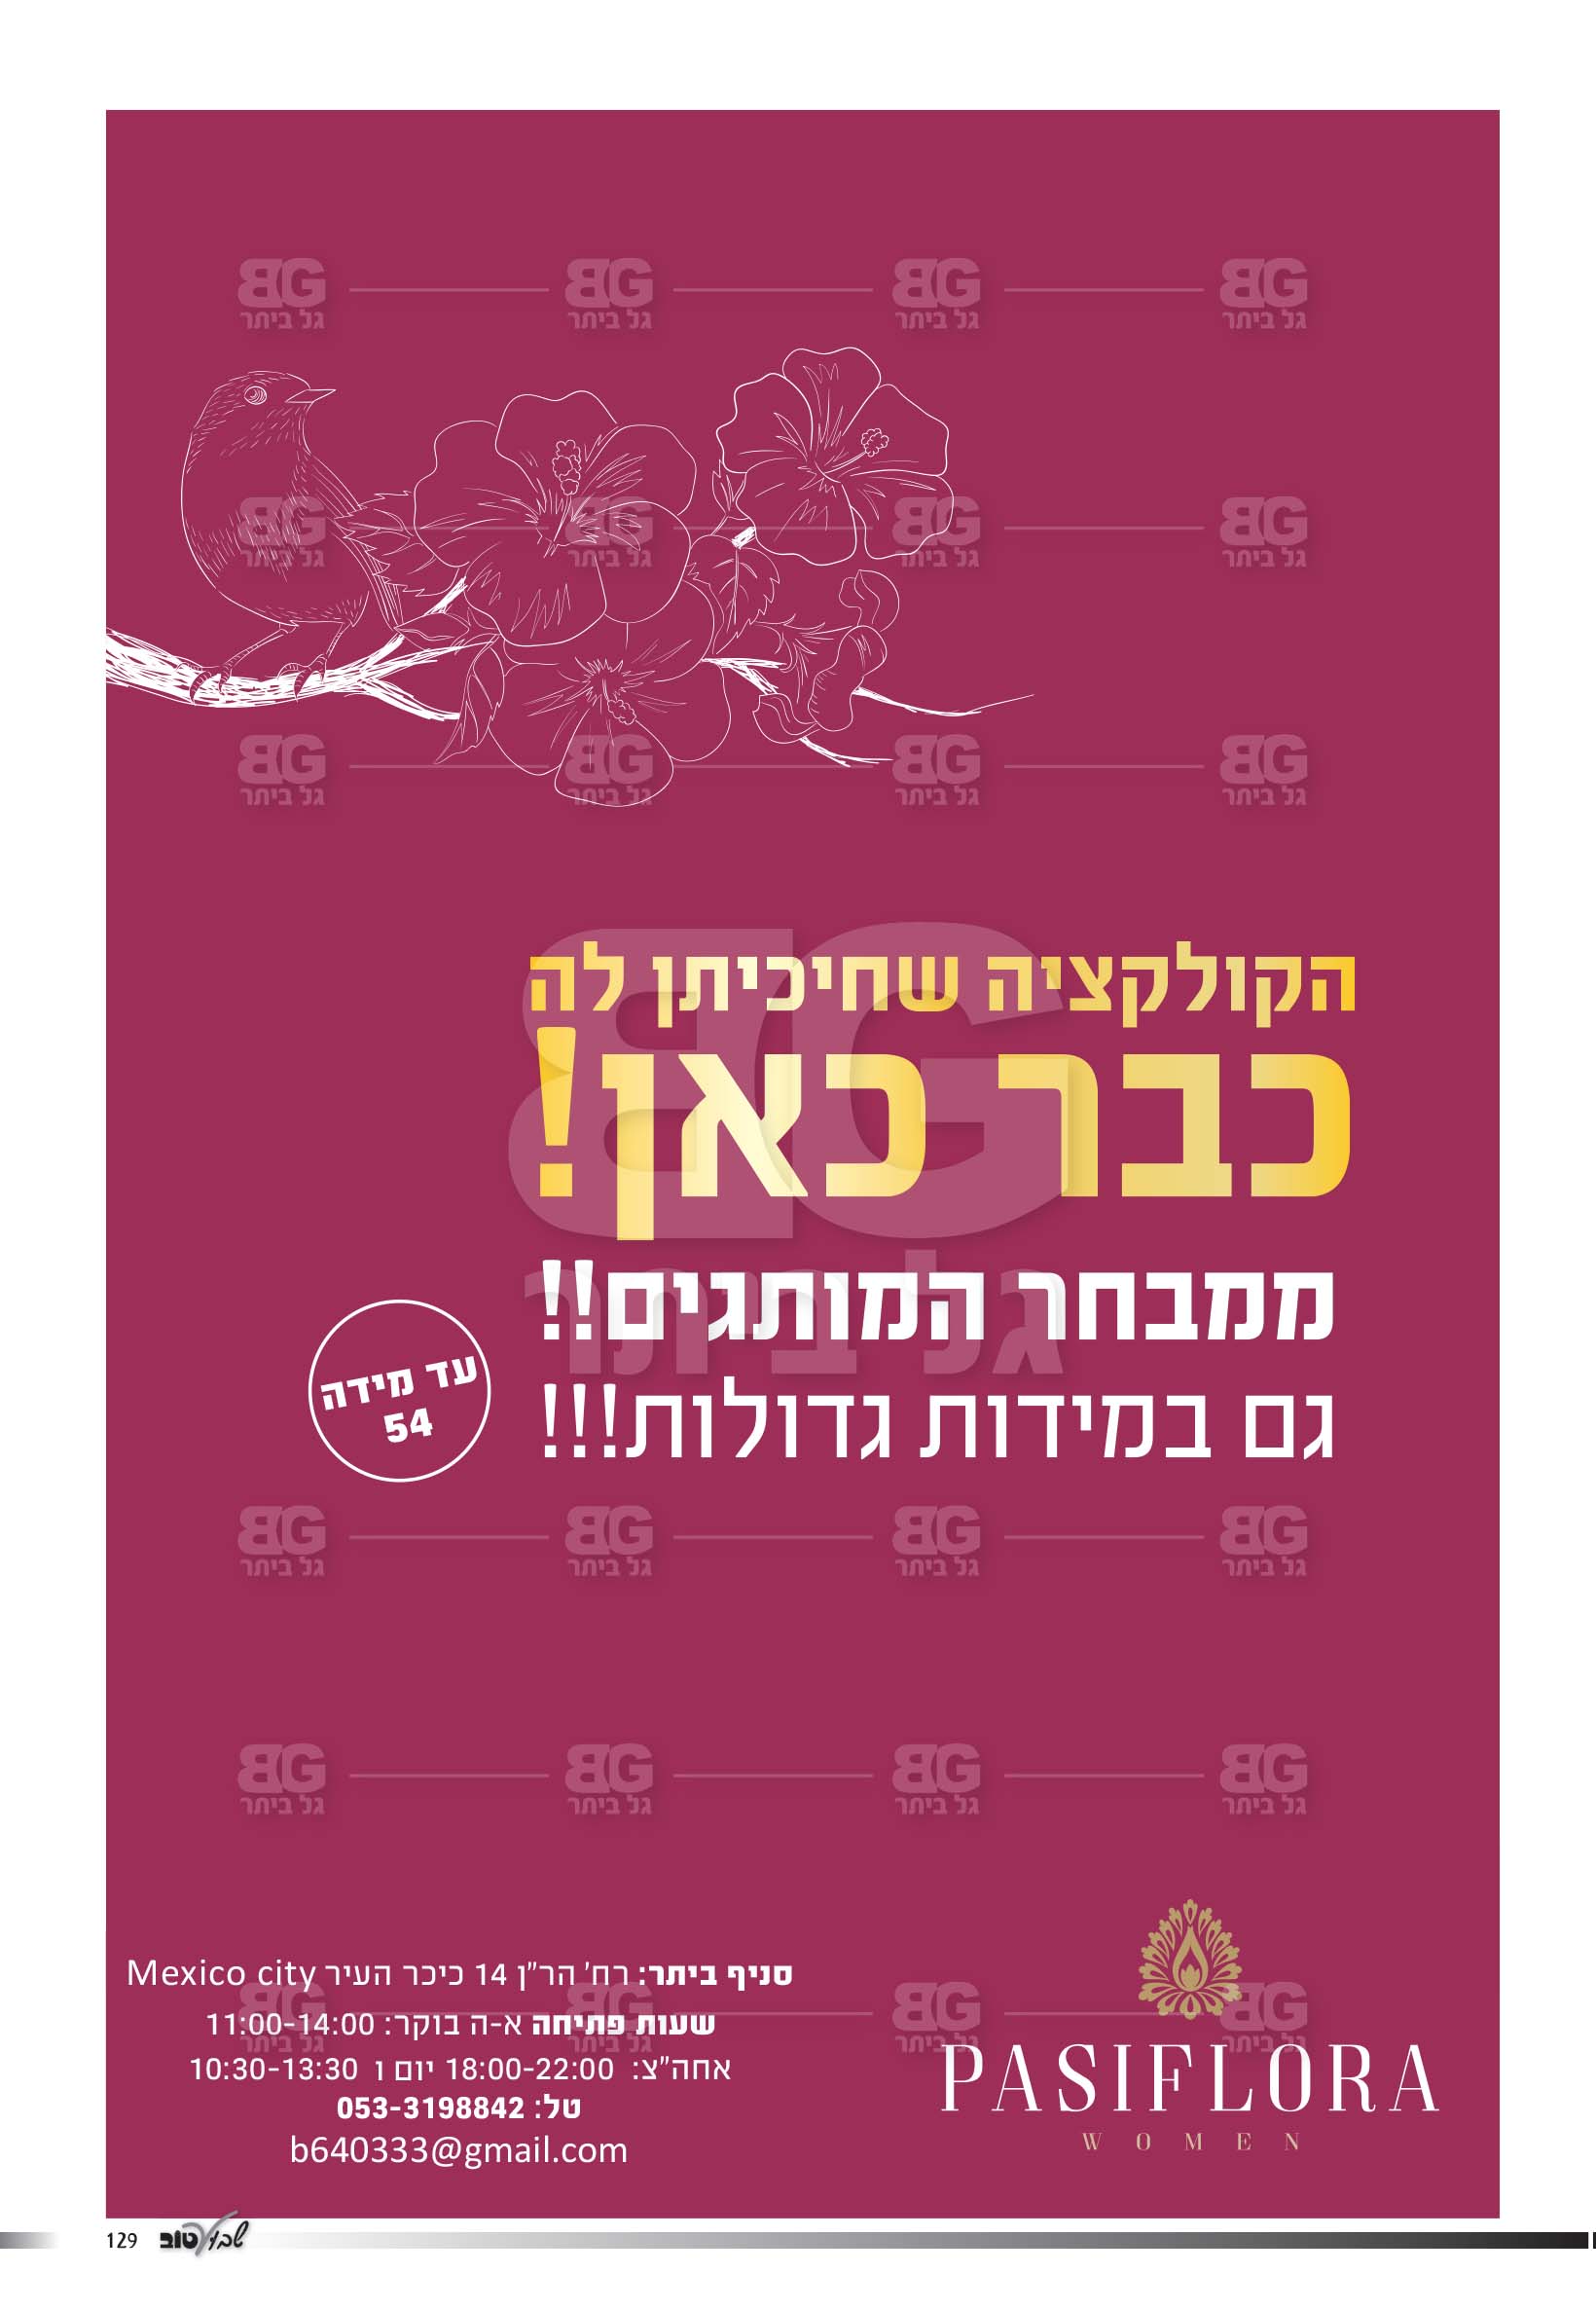 הקולקציה שחיכיתן לה
כבר כאן!
ממבחר המותגים!!
גם במידות גדולות!!!
עד מידה
54
סניף ביתר: רח' הר"ן 14 כיכר העיר Mexico city
שעות פתיחה א-ה בוקר: 11:00-14:00
אחה"צ: 18:00-22:00 יום ו 10:30-13:30
טל: 053-3198842
b640333@gmail.com
PASIFLORA
WOMEN
BG
גל ביתר
129 שבוע טוב